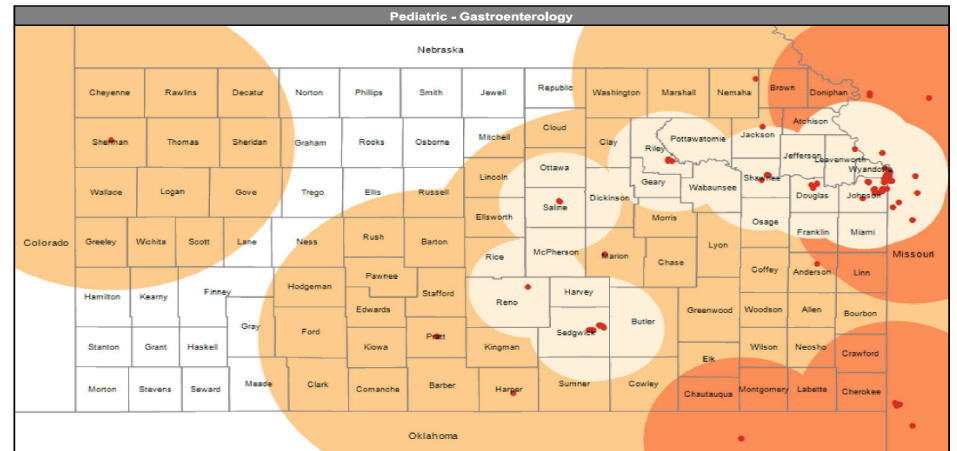 Pediatric - Gastroenterology
Nebraska
Cheyenne Rawlins Decatur Norton Phillips Smith Jewell Republic Washington Marshall Nemaha Brown Doniphan
Sherman Thomas Sheridan Graham Rooks Osborne Mitchell Cloud Clay Riley Pottawatomie Jackson Atchison
Jefferson Leavenworth Wyandotte
Wallace Logan Gove Trego Ellis Russell Lincoln Ottawa Saline Dickinson Geary Wabaunsee Shawnee Douglas Johnson
Colorado Greeley Wichita Scott Lane Ness Rush Barton Ellsworth McPherson Marion Morris Chase Lyon Osage Franklin Miami Missouri
Hamilton Kearny Finney Hodgeman Pawnee Stafford Rice Reno Harvey Coffey Anderson Linn
Gray Ford Edwards Pratt Sedgwick Butler Greenwood Woodson Allen Bourbon
Stanton Grant Haskell Kiowa Kingman Elk Wilson Neosho Crawford
Morton Stevens Seward Meade Clark Comanche Barber Harper Sumner Cowley Chautauqua Montgomery Labette Cherokee
Oklahoma